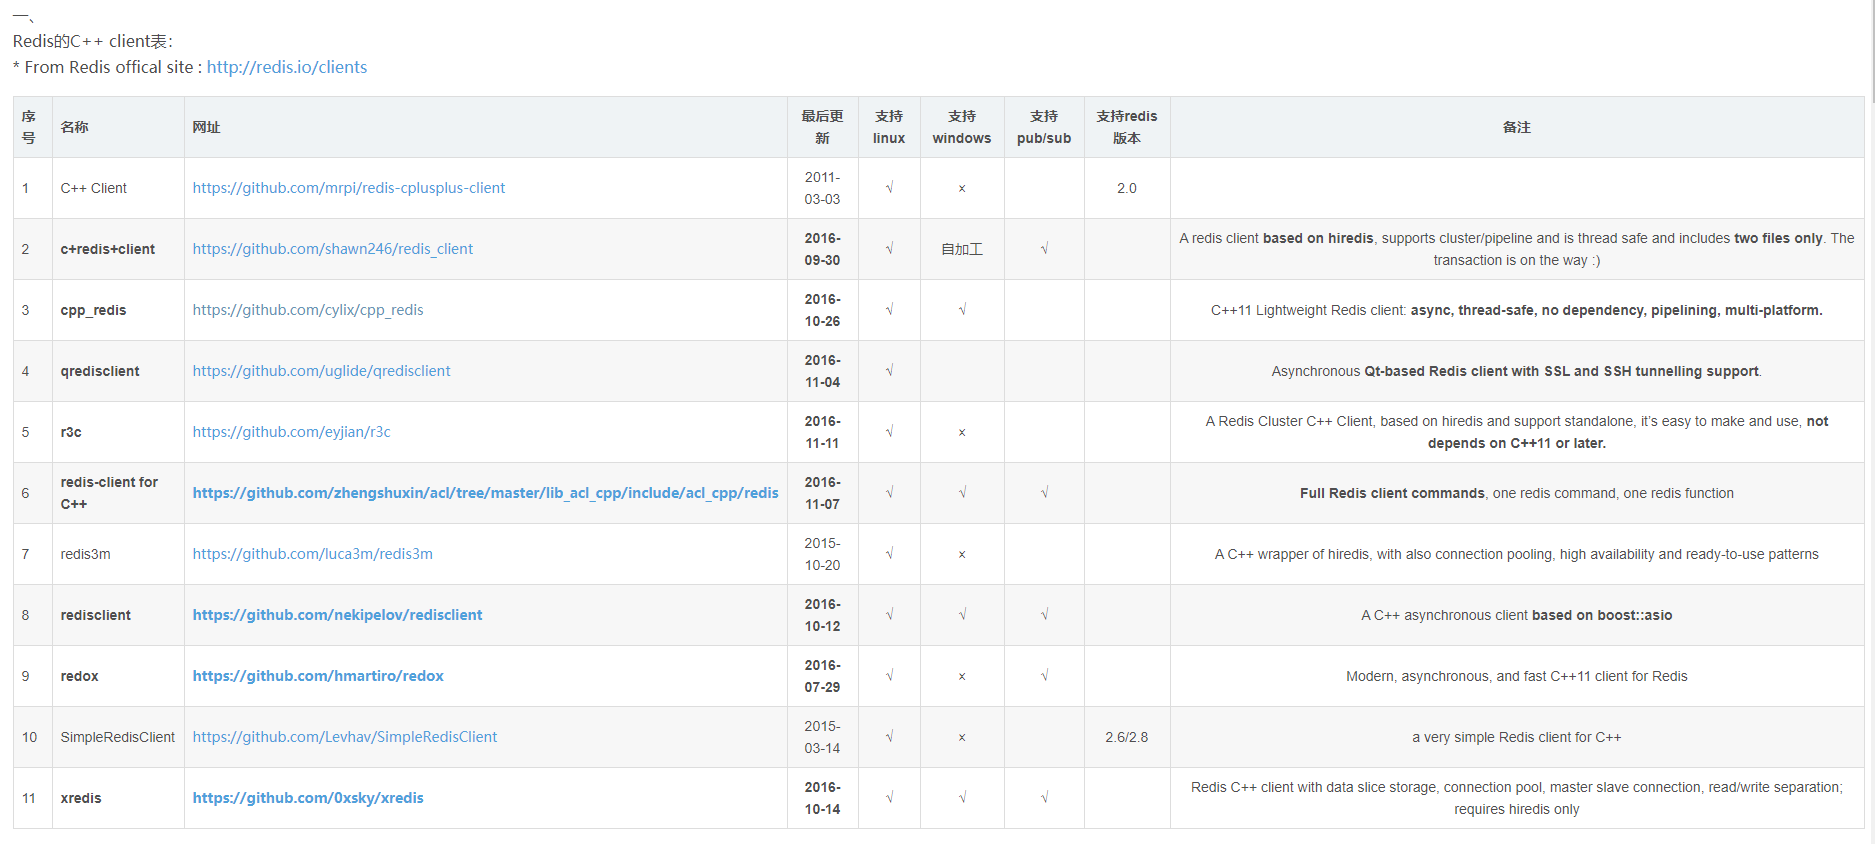 一、
Redis的C++ client表：
* From Redis offical site : http://redis.io/clients
序号 名称 网址 最后更新 支持linux 支持windows 支持pub/sub 支持redis版本 备注
1 C++ Client https://github.com/mrpi/redis-cplusplus-client 2011-03-03 √ × 2.0
2 c+redis+client https://github.com/shawn246/redis_client 2016-09-30 √ 自加工 √ A redis client based on hiredis, supports cluster/pipeline and is thread safe and includes two files only. The transaction is on the way :)
3 cpp_redis https://github.com/cylix/cpp_redis 2016-10-26 √ √ C++11 Lightweight Redis client: async, thread-safe, no dependency, pipelining, multi-platform.
4 qredisclient https://github.com/uglide/qredisclient 2016-11-04 √ Asynchronous Qt-based Redis client with SSL and SSH tunnelling support.
5 r3c https://github.com/eyjian/r3c 2016-11-11 √ × A Redis Cluster C++ Client, based on hiredis and support standalone, it's easy to make and use, not depends on C++11 or later.
6 redis-client for C++ https://github.com/zhengshuxin/acl/tree/master/lib_acl_cpp/include/acl_cpp/redis 2016-11-07 √ √ √ Full Redis client commands, one redis command, one redis function
7 redis3m https://github.com/luca3m/redis3m 2015-10-20 √ × A C++ wrapper of hiredis, with also connection pooling, high availability and ready-to-use patterns
8 redisclient https://github.com/nekipelov/redisclient 2016-10-12 √ √ √ A C++ asynchronous client based on boost::asio
9 redox https://github.com/hmartiro/redox 2016-07-29 √ × √ Modern, asynchronous, and fast C++11 client for Redis
10 SimpleRedisClient https://github.com/Levhav/SimpleRedisClient 2015-03-14 √ × 2.6/2.8 a very simple Redis client for C++
11 xredis https://github.com/0xsky/xredis 2016-10-14 √ √ √ Redis C++ client with data slice storage, connection pool, master slave connection, read/write separation; requires hiredis only